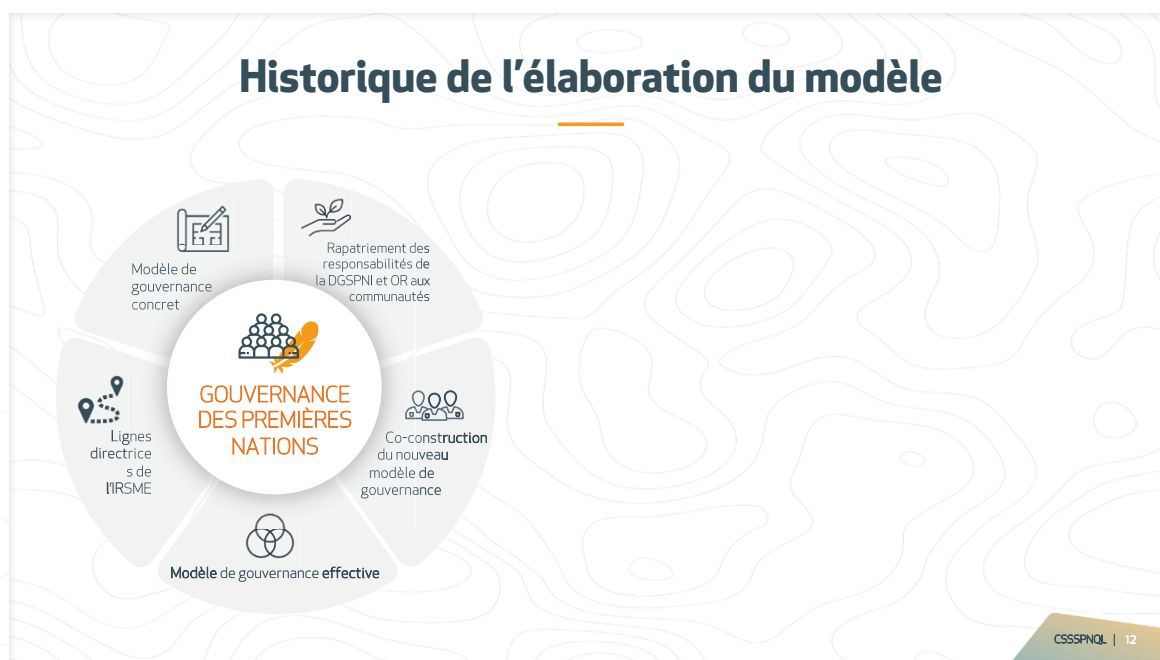 Historique de l’élaboration du modèle
Modèle de
gouvernance
concret
Rapatriement des
responsabilités de
la DGSPNI et OR aux
communautés
GOUVERNANCE
DES PREMIÈRES
NATIONS
Lignes
directrice
s de
l'IRSME
Co-construction
du nouveau
modèle de
gouvernance
Modèle de gouvernance effective
CSSSPNQL | 12